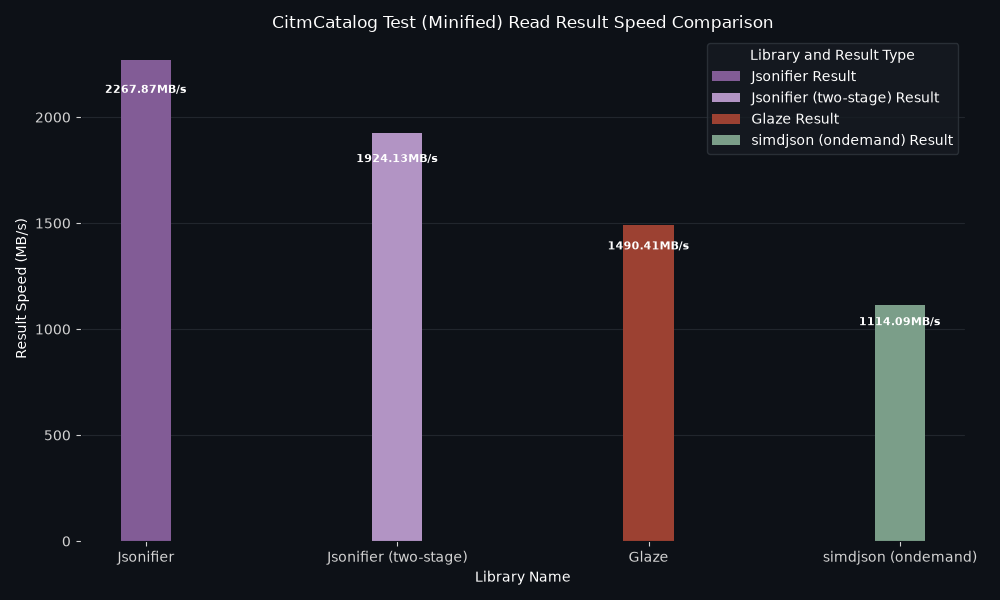 CitmCatalog Test (Minified) Read Result Speed Comparison
Library and Result Type
Jsonifier Result
Jsonifier (two-stage) Result
Glaze Result
simdjson (ondemand) Result
2267.87MB/s
1924.13MB/s
1490.41MB/s
1114.09MB/s
Result Speed (MB/s)
2000
1500
1000
500
0
Jsonifier
Jsonifier (two-stage)
Glaze
simdjson (ondemand)
Library Name